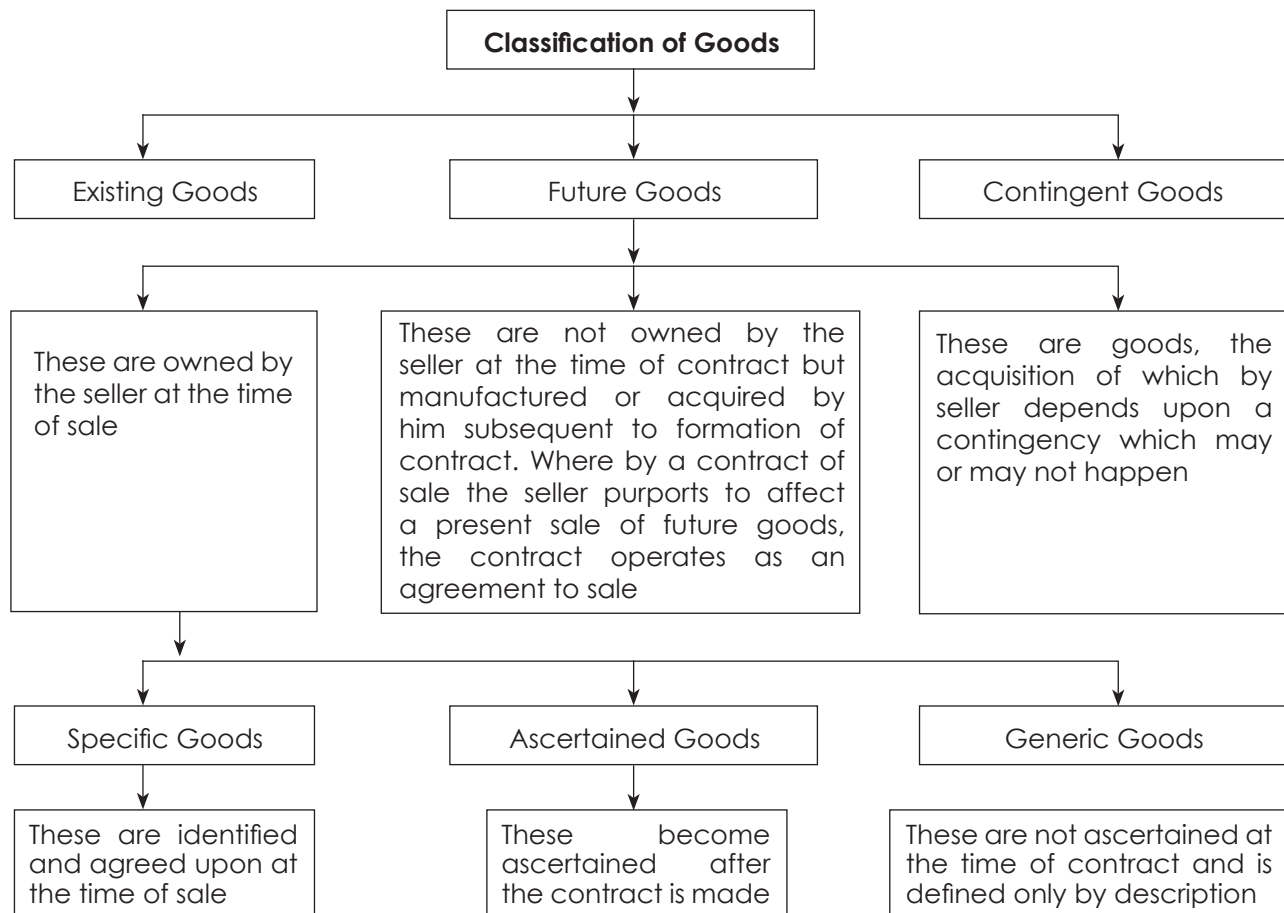 Classification of Goods
Existing Goods
Future Goods
Contingent Goods
These are owned by
the seller at the time
of sale
These are not owned by the
seller at the time of contract but
manufactured or acquired by
him subsequent to formation of
contract. Where by a contract of
sale the seller purports to affect
a present sale of future goods,
the contract operates as an
agreement to sale
These are goods, the
acquisition of which by
seller depends upon a
contingency which may
or may not happen
Specific Goods
Ascertained Goods
Generic Goods
These are identified
and agreed upon at
the time of sale
These become
ascertained after
the contract is made
These are not ascertained at
the time of contract and is
defined only by description